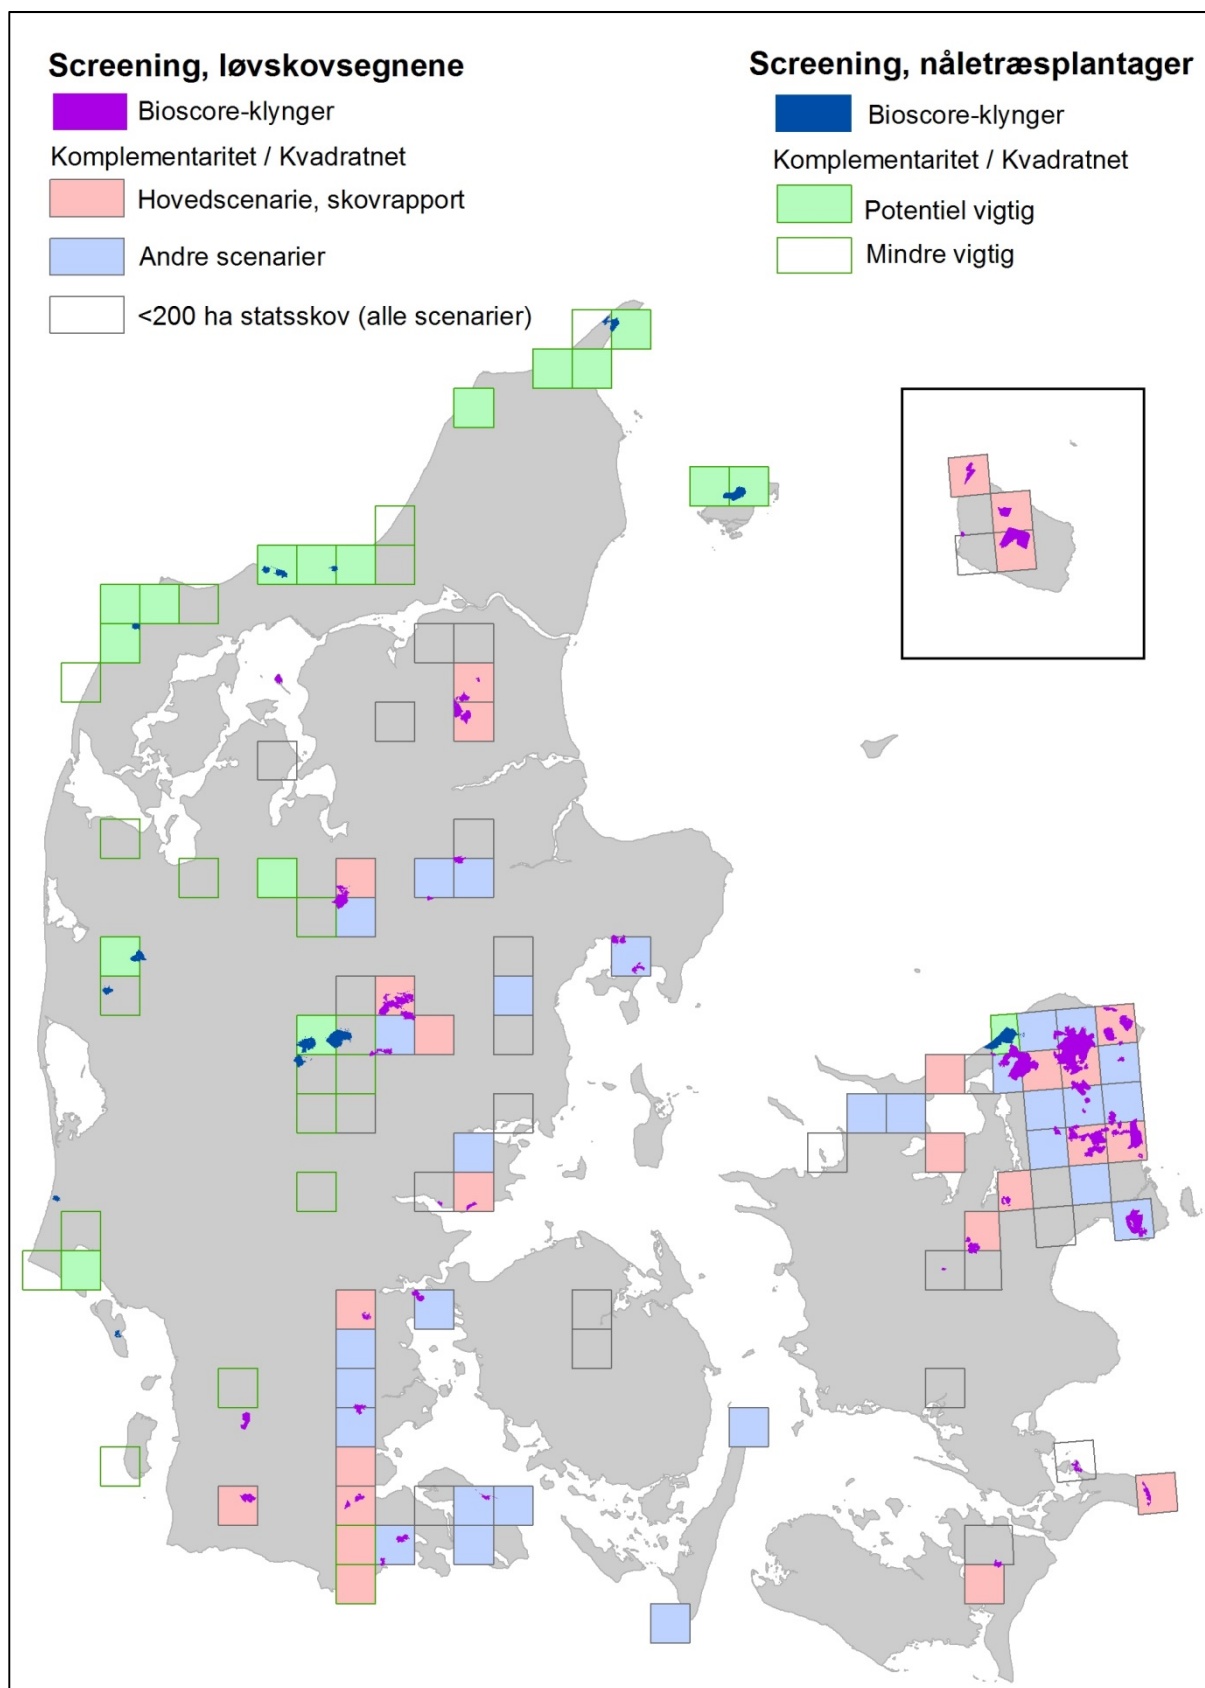 Screening, løvskovsegnene
Bioscore-klynger
Komplementaritet / Kvadratnet
Hovedscenarie, skovrapport
Andre scenarier
<200 ha statsskov (alle scenarier)
Screening, nåletræsplantager
Bioscore-klynger
Komplementaritet / Kvadratnet
Potentiel vigtig
Mindre vigtig